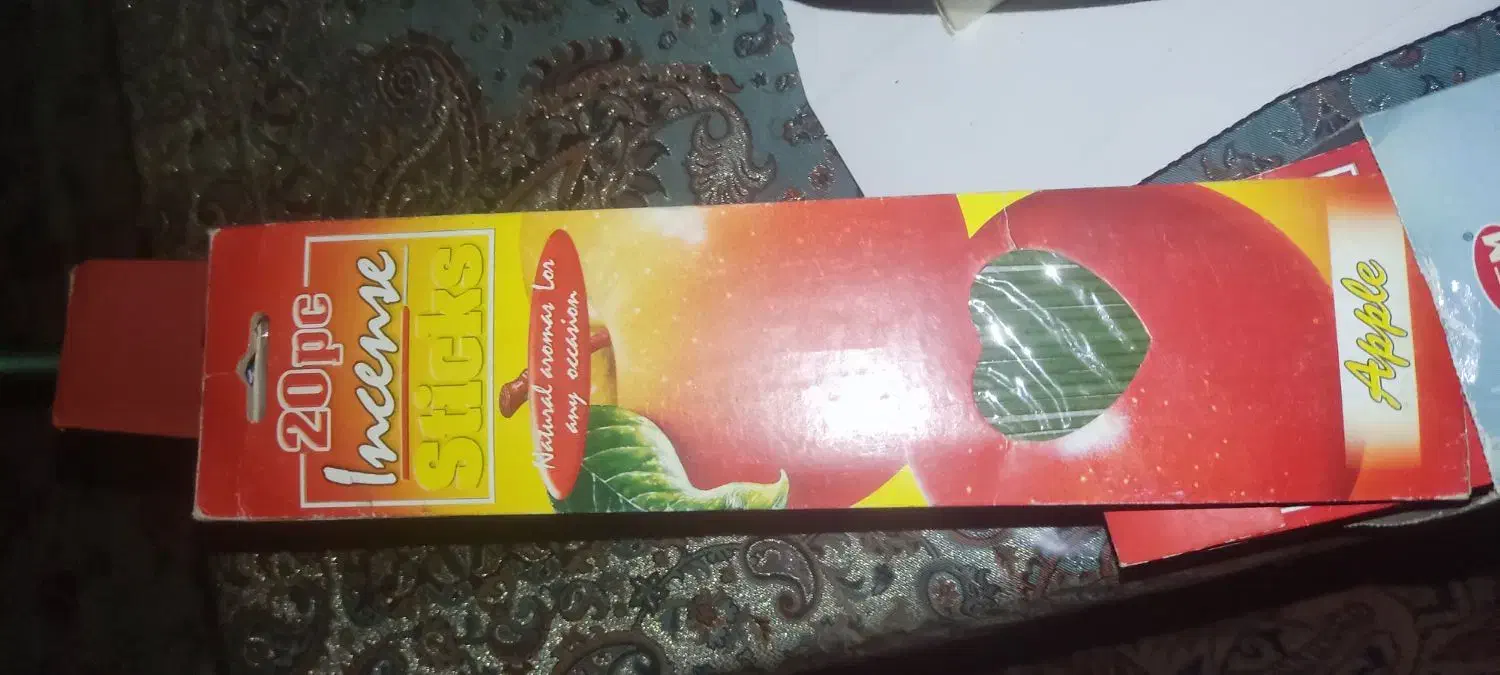 20pc
Incense
Sticks
Natural aromas for
any occasion
Apple